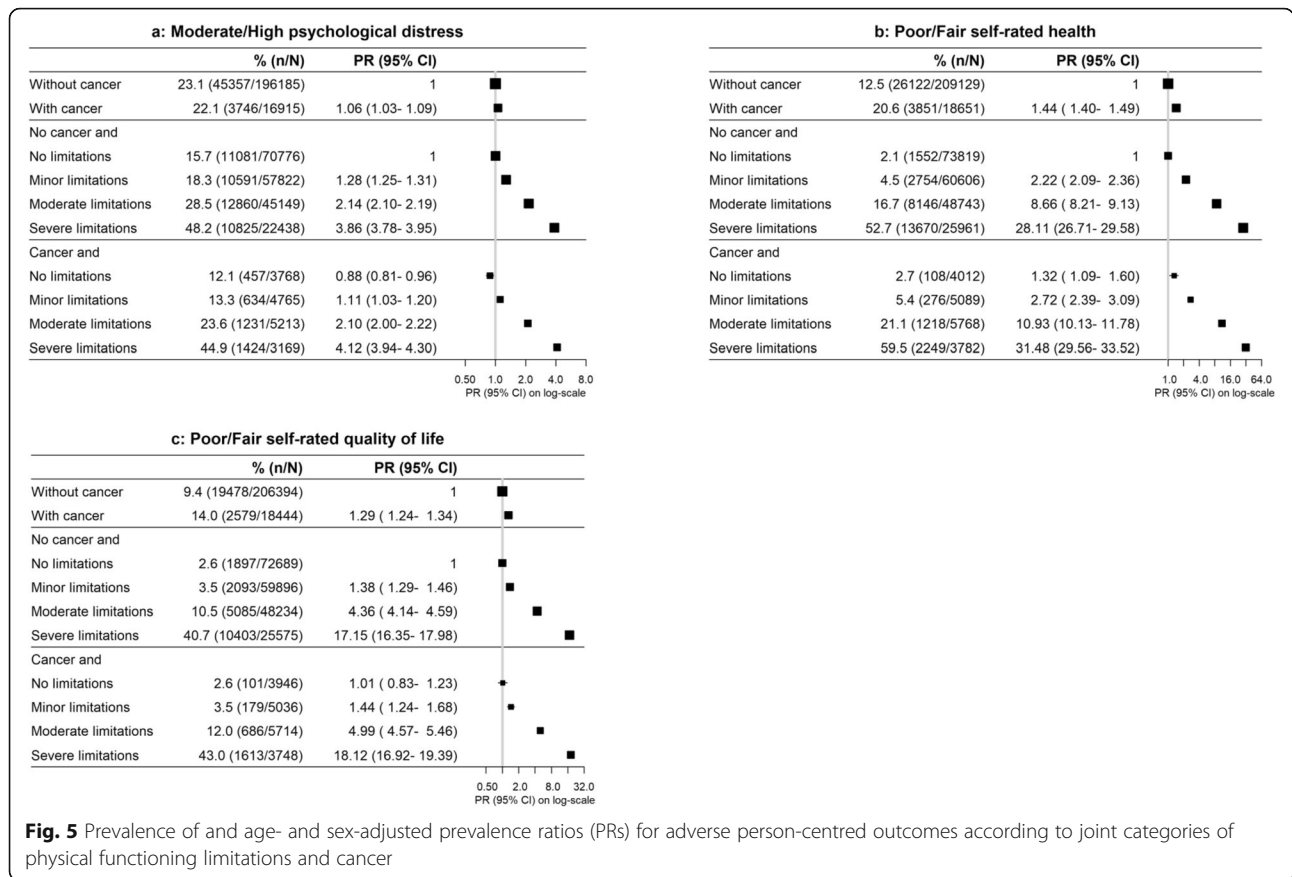 a: Moderate/High psychological distress
% (n/N) PR (95% CI)
Without cancer 23.1 (45357/196185) 1
With cancer 22.1 (3746/16915) 1.06 (1.03- 1.09)
No cancer and
No limitations 15.7 (11081/70776) 1
Minor limitations 18.3 (10591/57822) 1.28 (1.25- 1.31)
Moderate limitations 28.5 (12860/45149) 2.14 (2.10- 2.19)
Severe limitations 48.2 (10825/22438) 3.86 (3.78- 3.95)
Cancer and
No limitations 12.1 (457/3768) 0.88 (0.81- 0.96)
Minor limitations 13.3 (634/4765) 1.11 (1.03- 1.20)
Moderate limitations 23.6 (1231/5213) 2.10 (2.00- 2.22)
Severe limitations 44.9 (1424/3169) 4.12 (3.94- 4.30)
0.50 1.0 2.0 4.0 8.0
PR (95% CI) on log-scale
b: Poor/Fair self-rated health
% (n/N) PR (95% CI)
Without cancer 12.5 (26122/209129) 1
With cancer 20.6 (3851/18651) 1.44 ( 1.40- 1.49)
No cancer and
No limitations 2.1 (1552/73819) 1
Minor limitations 4.5 (2754/60606) 2.22 ( 2.09- 2.36)
Moderate limitations 16.7 (8146/48743) 8.66 ( 8.21- 9.13)
Severe limitations 52.7 (13670/25961) 28.11 (26.71- 29.58)
Cancer and
No limitations 2.7 (108/4012) 1.32 ( 1.09- 1.60)
Minor limitations 5.4 (276/5089) 2.72 ( 2.39- 3.09)
Moderate limitations 21.1 (1218/5768) 10.93 (10.13- 11.78)
Severe limitations 59.5 (2249/3782) 31.48 (29.56- 33.52)
1.0 4.0 16.0 64.0
PR (95% CI) on log-scale
c: Poor/Fair self-rated quality of life
% (n/N) PR (95% CI)
Without cancer 9.4 (19478/206394) 1
With cancer 14.0 (2579/18444) 1.29 ( 1.24- 1.34)
No cancer and
No limitations 2.6 (1897/72689) 1
Minor limitations 3.5 (2093/59896) 1.38 ( 1.29- 1.46)
Moderate limitations 10.5 (5085/48234) 4.36 ( 4.14- 4.59)
Severe limitations 40.7 (10403/25575) 17.15 (16.35- 17.98)
Cancer and
No limitations 2.6 (101/3946) 1.01 ( 0.83- 1.23)
Minor limitations 3.5 (179/5036) 1.44 ( 1.24- 1.68)
Moderate limitations 12.0 (686/5714) 4.99 ( 4.57- 5.46)
Severe limitations 43.0 (1613/3748) 18.12 (16.92- 19.39)
0.50 2.0 8.0 32.0
PR (95% CI) on log-scale
Fig. 5 Prevalence of and age- and sex-adjusted prevalence ratios (PRs) for adverse person-centred outcomes according to joint categories of
physical functioning limitations and cancer